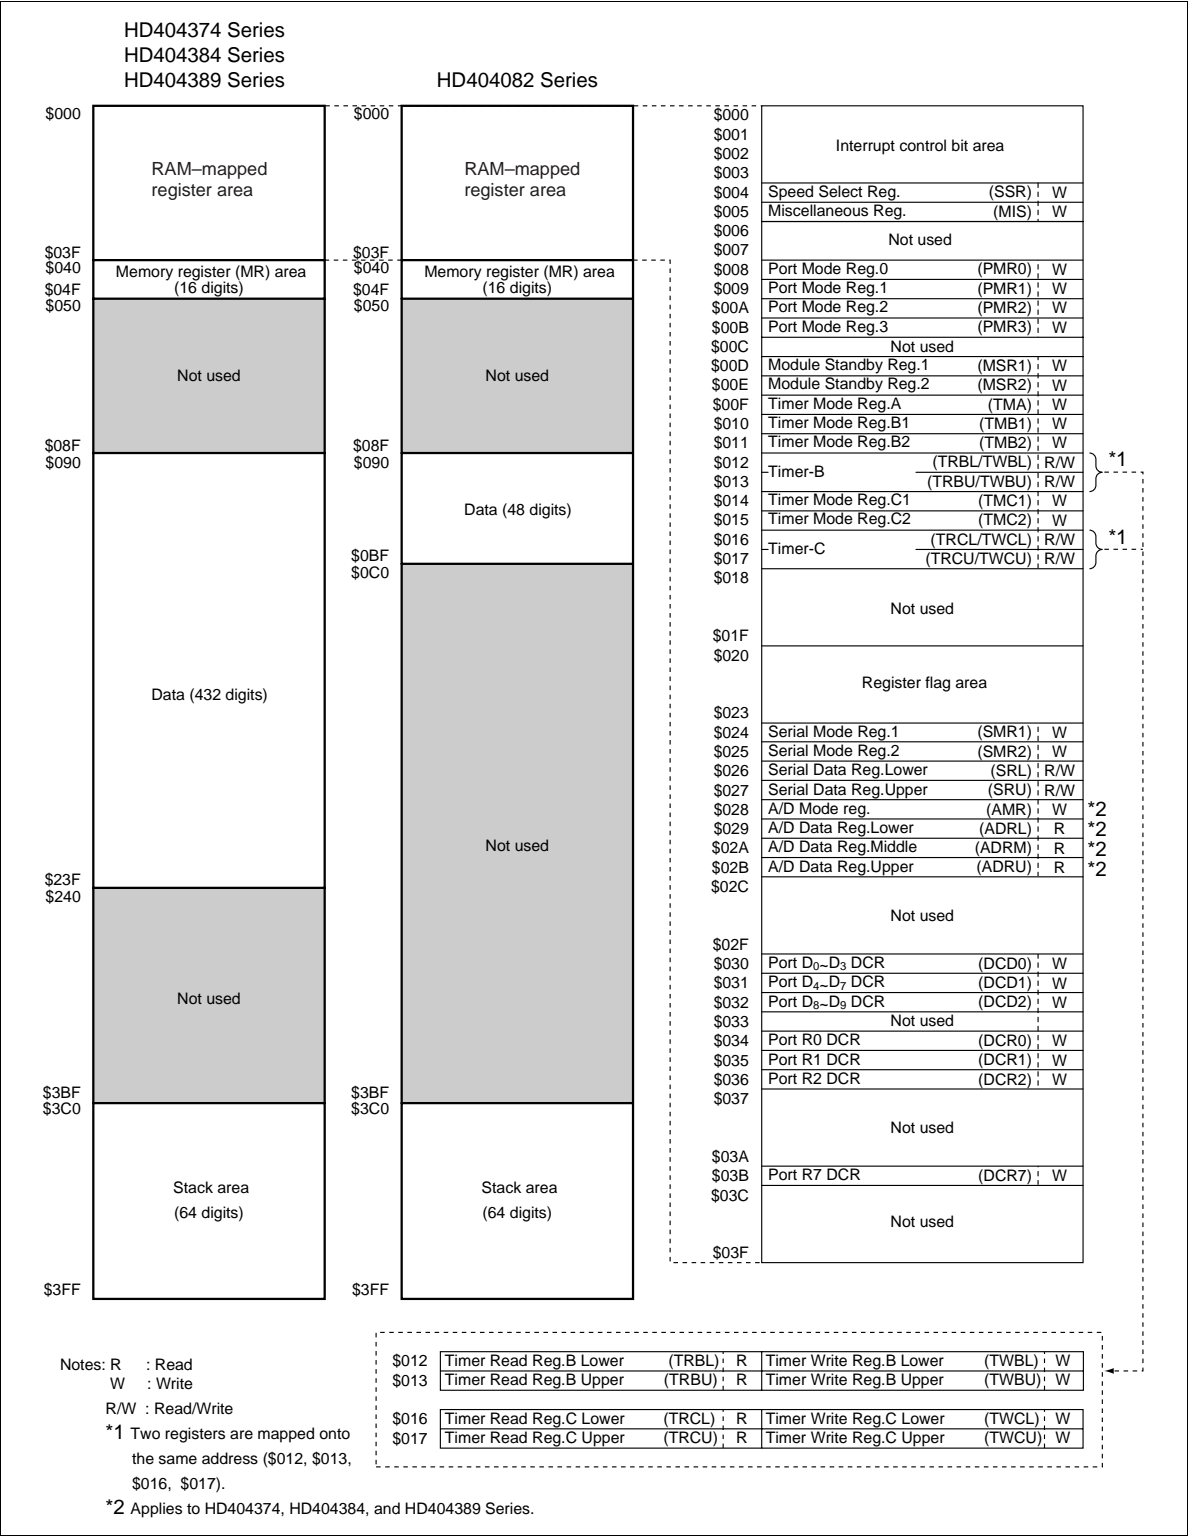 HD404374 Series
HD404384 Series
HD404389 Series
HD404082 Series
$000
RAM–mapped
register area
$03F
$040
Memory register (MR) area
(16 digits)
$04F
$050
Not used
$08F
$090
Data (432 digits)
$23F
$240
Not used
$3BF
$3C0
Stack area
(64 digits)
$3FF
$000
RAM–mapped
register area
$03F
$040
Memory register (MR) area
(16 digits)
$04F
$050
Not used
$08F
$090
Data (48 digits)
$0BF
$0C0
Not used
$3BF
$3C0
Stack area
(64 digits)
$3FF
$000
$001
Interrupt control bit area
$002
$003
$004 Speed Select Reg. (SSR) W
$005 Miscellaneous Reg. (MIS) W
$006
Not used
$007
$008 Port Mode Reg.0 (PMR0) W
$009 Port Mode Reg.1 (PMR1) W
$00A Port Mode Reg.2 (PMR2) W
$00B Port Mode Reg.3 (PMR3) W
$00C Not used
$00D Module Standby Reg.1 (MSR1) W
$00E Module Standby Reg.2 (MSR2) W
$00F Timer Mode Reg.A (TMA) W
$010 Timer Mode Reg.B1 (TMB1) W
$011 Timer Mode Reg.B2 (TMB2) W
$012 (TRBL/TWBL) R/W *1
Timer-B
$013 (TRBU/TWBU) R/W
$014 Timer Mode Reg.C1 (TMC1) W
$015 Timer Mode Reg.C2 (TMC2) W
$016 (TRCL/TWCL) R/W *1
Timer-C
$017 (TRCU/TWCU) R/W
$018
Not used
$01F
$020
Register flag area
$023
$024 Serial Mode Reg.1 (SMR1) W
$025 Serial Mode Reg.2 (SMR2) W
$026 Serial Data Reg.Lower (SRL) R/W
$027 Serial Data Reg.Upper (SRU) R/W
$028 A/D Mode reg. (AMR) W *2
$029 A/D Data Reg.Lower (ADRL) R *2
$02A A/D Data Reg.Middle (ADRM) R *2
$02B A/D Data Reg.Upper (ADRU) R *2
$02C
Not used
$02F
$030 Port D0~D3 DCR (DCD0) W
$031 Port D4~D7 DCR (DCD1) W
$032 Port D8~D9 DCR (DCD2) W
$033 Not used
$034 Port R0 DCR (DCR0) W
$035 Port R1 DCR (DCR1) W
$036 Port R2 DCR (DCR2) W
$037
Not used
$03A
$03B Port R7 DCR (DCR7) W
$03C
Not used
$03F
$012 Timer Read Reg.B Lower (TRBL) R Timer Write Reg.B Lower (TWBL) W
$013 Timer Read Reg.B Upper (TRBU) R Timer Write Reg.B Upper (TWBU) W
$016 Timer Read Reg.C Lower (TRCL) R Timer Write Reg.C Lower (TWCL) W
$017 Timer Read Reg.C Upper (TRCU) R Timer Write Reg.C Upper (TWCU) W
Notes: R : Read
W : Write
R/W : Read/Write
*1 Two registers are mapped onto
the same address ($012, $013,
$016, $017).
*2 Applies to HD404374, HD404384, and HD404389 Series.